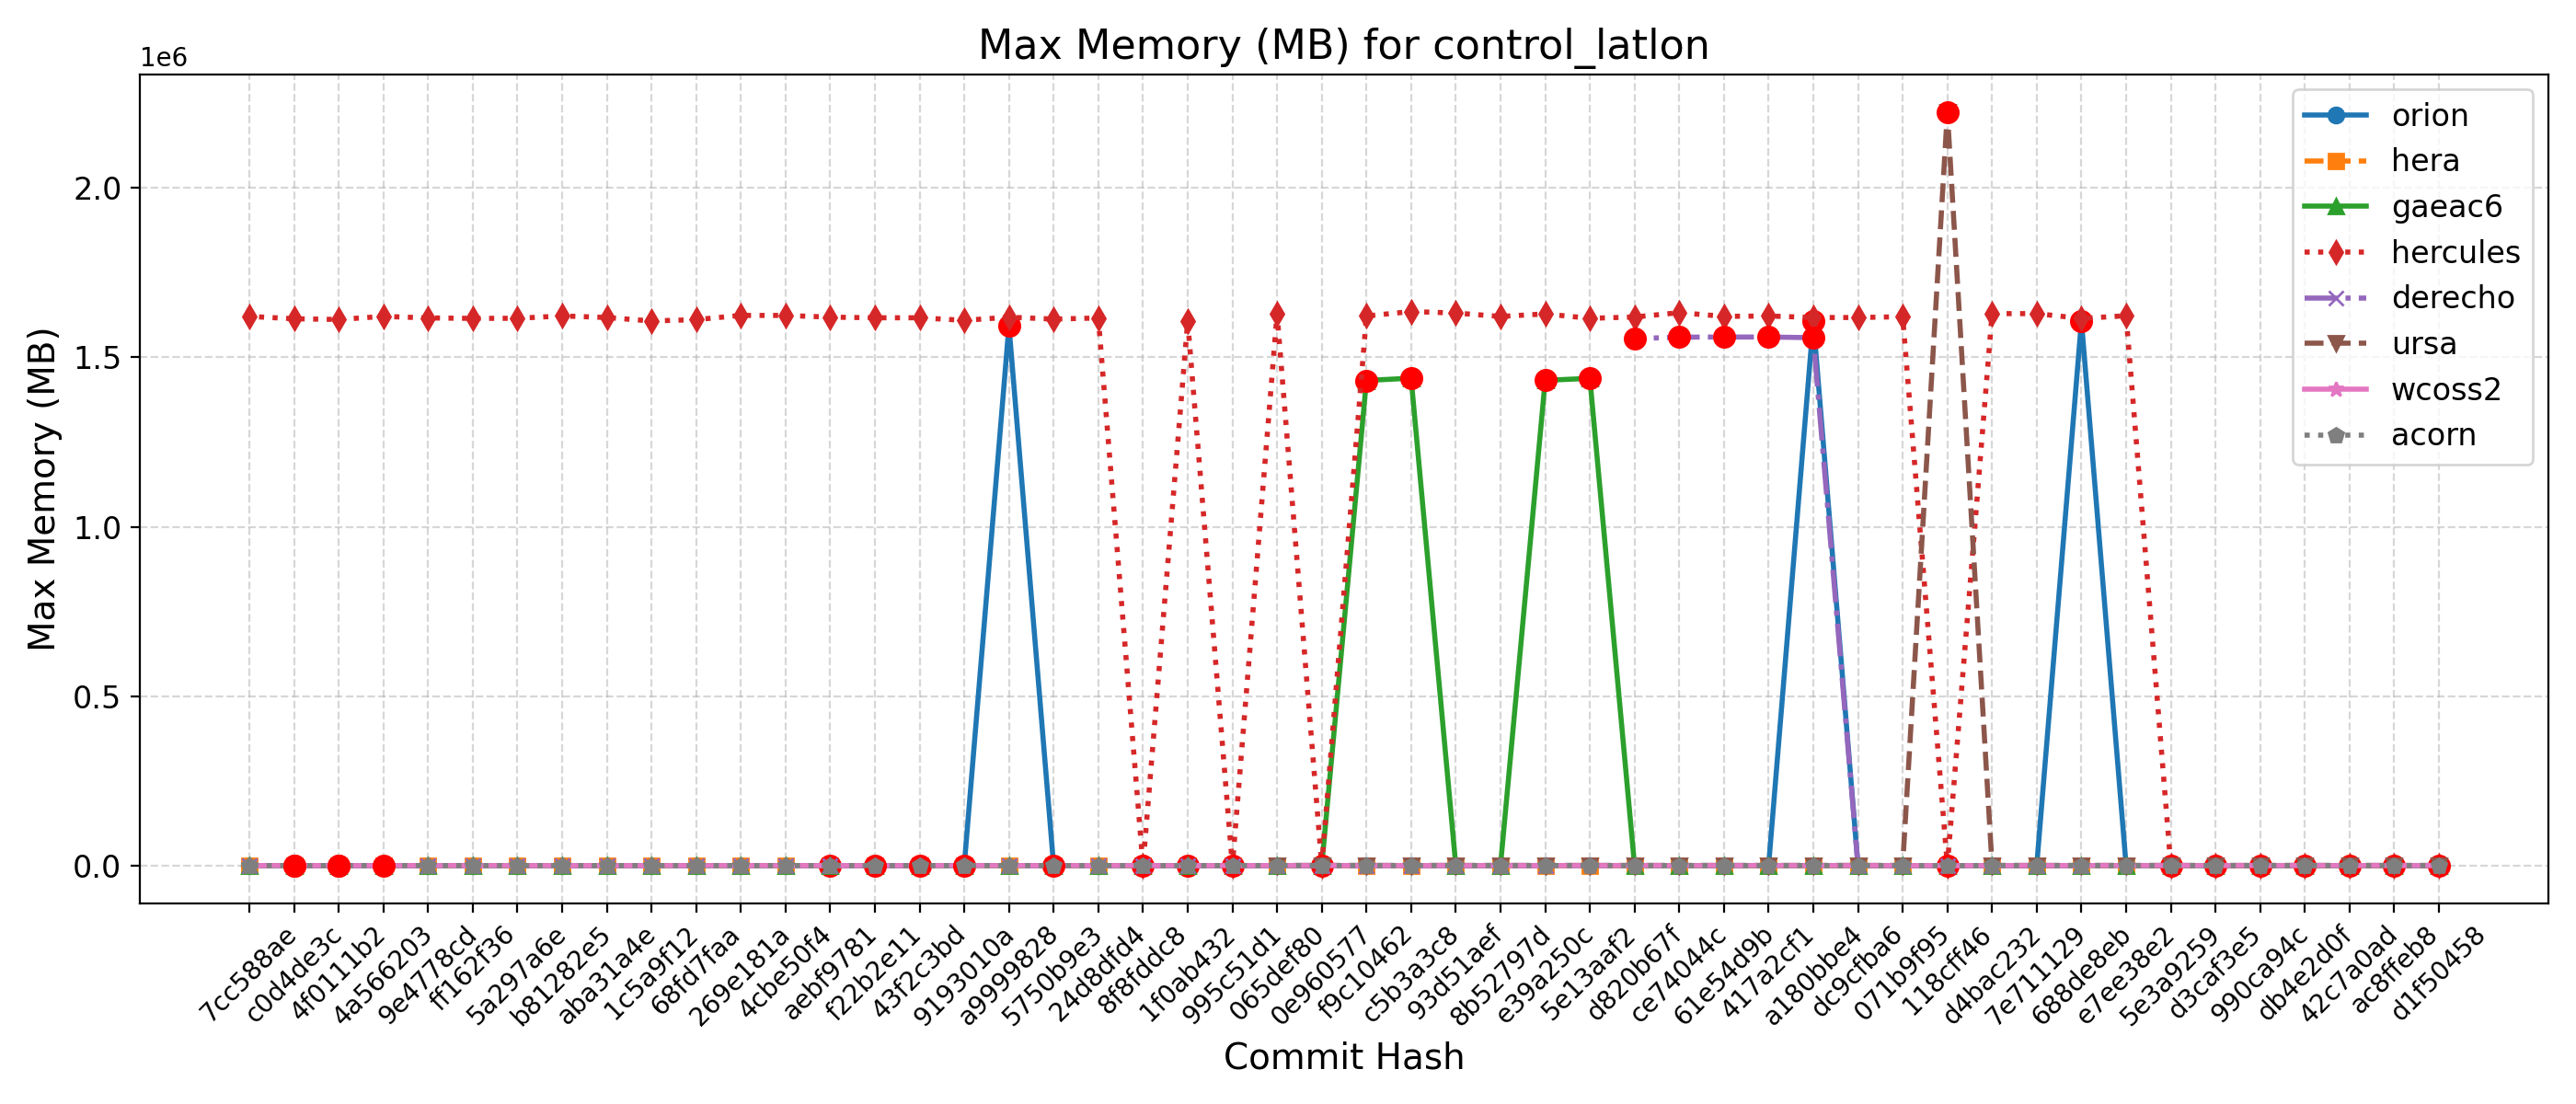 Max Memory (MB) for control_latlon
1e6
2.0
1.5
1.0
0.5
0.0
Max Memory (MB)
orion
hera
gaeac6
hercules
derecho
ursa
wcoss2
acorn
7cc588ae
c0d4de3c
4f0111b2
4a566203
9e4778cd
ff162f36
5a297a6e
b81282e5
aba31a4e
1c5a9f12
68fd7faa
269e181a
4cbe50f4
aebf9781
f22b2e11
43f2c3bd
9193010a
a9999828
5750b9e3
24d8dfd4
8f8fddc8
1f0ab432
995c51d1
065def80
0e960577
f9c10462
c5b3a3c8
93d51aef
8b52797d
e39a250c
5e13aaf2
d820b67f
ce74044c
61e54d9b
417a2cf1
a180bbe4
dc9cfba6
071b9f95
118cff46
d4bac232
7e711129
688de8eb
e7ee38e2
5e3a9259
d3caf3e5
990ca94c
db4e2d0f
42c7a0ad
ac8ffeb8
d1f50458
Commit Hash